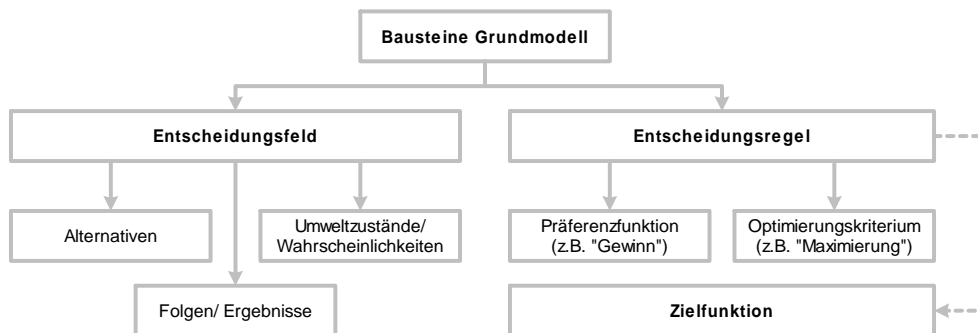 Bausteine Grundmodell
Entscheidungsfeld
Entscheidungsregel
Alternativen
Umweltzustände/
Wahrscheinlichkeiten
Präferenzfunktion
(z.B. "Gewinn")
Optimierungskriterium
(z.B. "Maximierung")
Folgen/ Ergebnisse
Zielfunktion